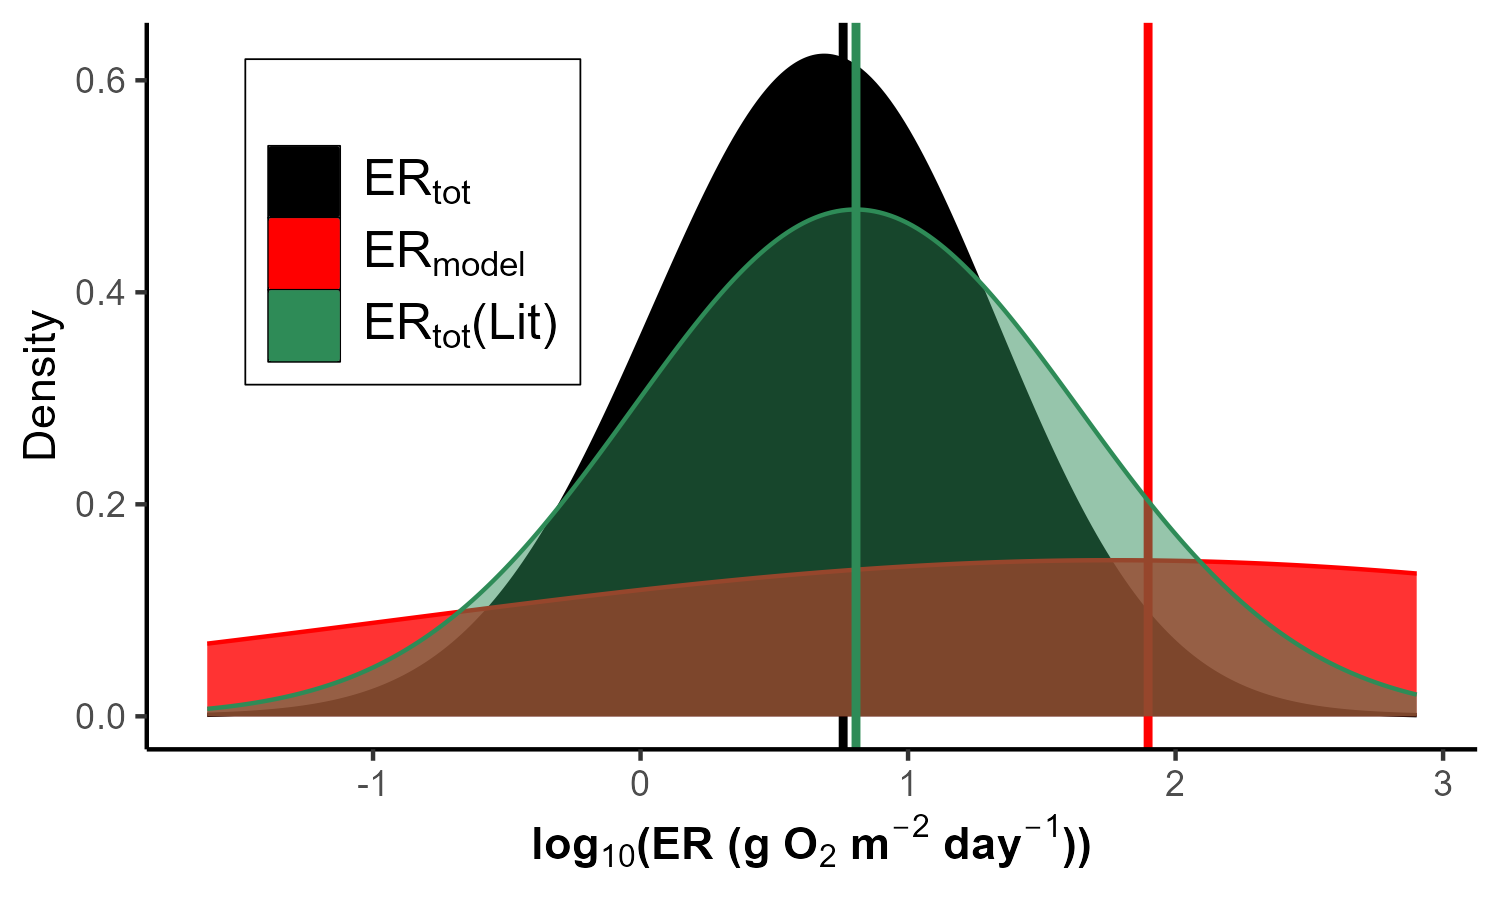 0.6
0.4
0.2
0.0
Density
ERtot
ERmodel
ERtot(Lit)
-1 0 1 2 3
log10(ER (g O2 m−2 day−1))